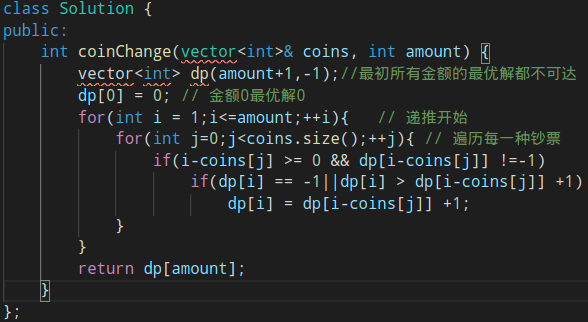 class Solution {
public:
    int coinChange(vector<int>& coins, int amount) {
        vector<int> dp(amount+1,-1);//最初所有金额的最优解都不可达
        dp[0] = 0; // 金额0最优解0
        for(int i = 1;i<=amount;++i){   // 递推开始
            for(int j=0;j<coins.size();++j){ // 遍历每一种钞票
                if(i-coins[j] >= 0 && dp[i-coins[j]] !=-1)
                    if(dp[i] == -1||dp[i] > dp[i-coins[j]] +1)
                        dp[i] = dp[i-coins[j]] +1;
            }
        }
        return dp[amount];
    }
};